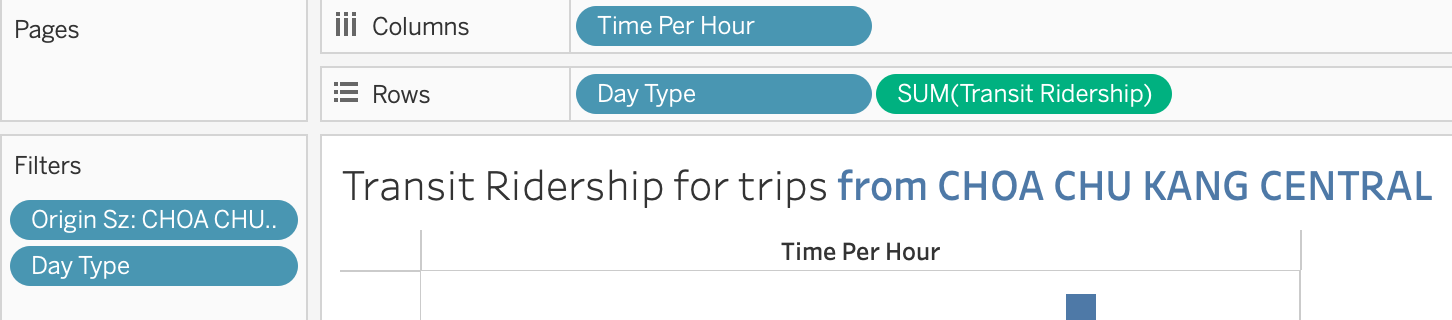 Pages
Columns
Time Per Hour
Rows
Day Type
SUM(Transit Ridership)
Filters
Origin Sz: CHOA CHU..
Day Type
Transit Ridership for trips from CHOA CHU KANG CENTRAL
Time Per Hour